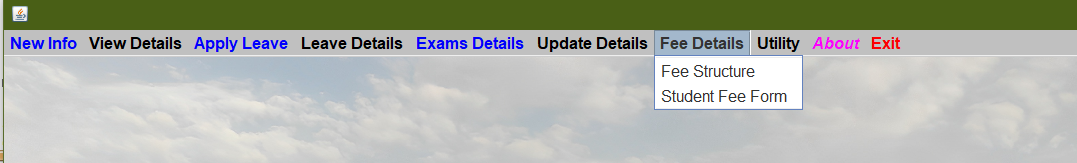 New Info View Details Apply Leave Leave Details Exams Details Update Details Fee Details Utility About Exit
Fee Structure
Student Fee Form